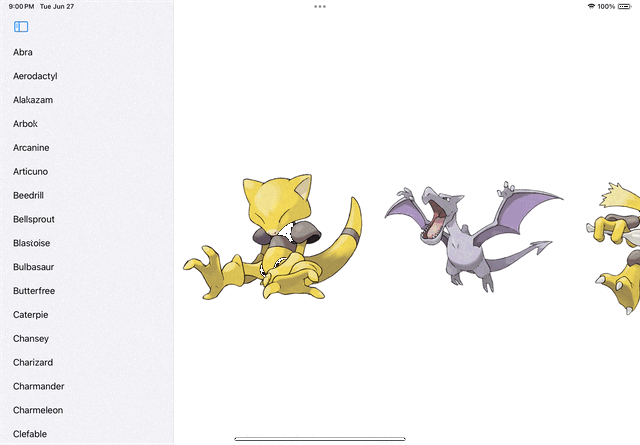 9:00 PM Tue Jun 27
100%
Abra
Aerodactyl
Alakazam
Arbok
Arcanine
Articuno
Beedrill
Bellsprout
Blastoise
Bulbasaur
Butterfree
Caterpie
Chansey
Charizard
Charmander
Charmeleon
Clefable